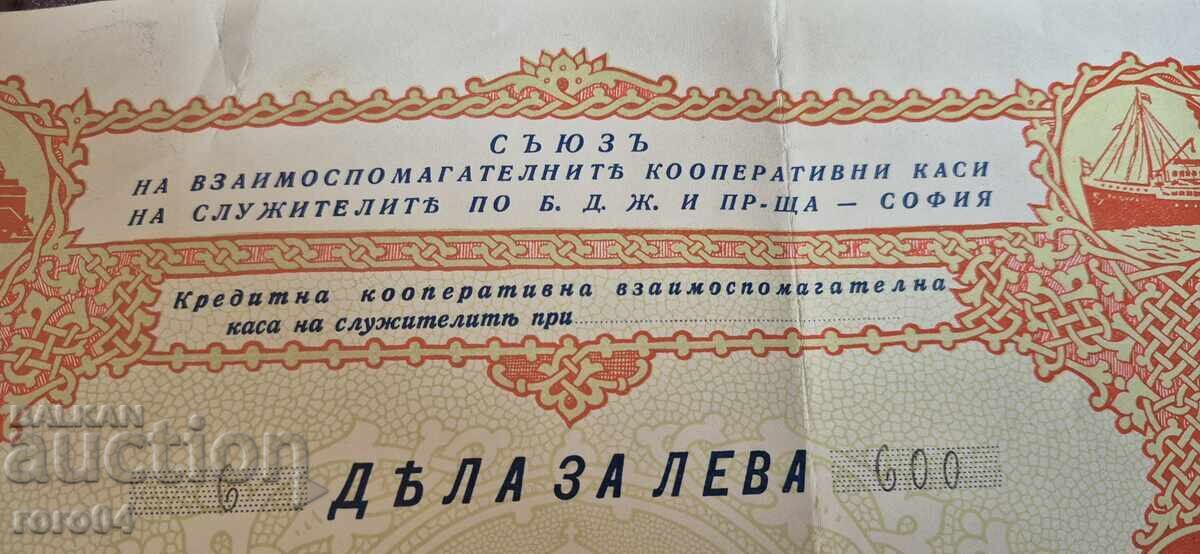 СЪЮЗЪ
НА ВЗАИМОСПОМАГАТЕЛНИТѢ КООПЕРАТИВНИ КАСИ
НА СЛУЖИТЕЛИТѢ ПО Б. Д. Ж. И ПР-ЩА — СОФИЯ
Кредитна кооперативна взаимоспомагателна
каса на служителитѣ при
6 ДѢЛА ЗА ЛЕВА 600
BALKAN
auction
roro04